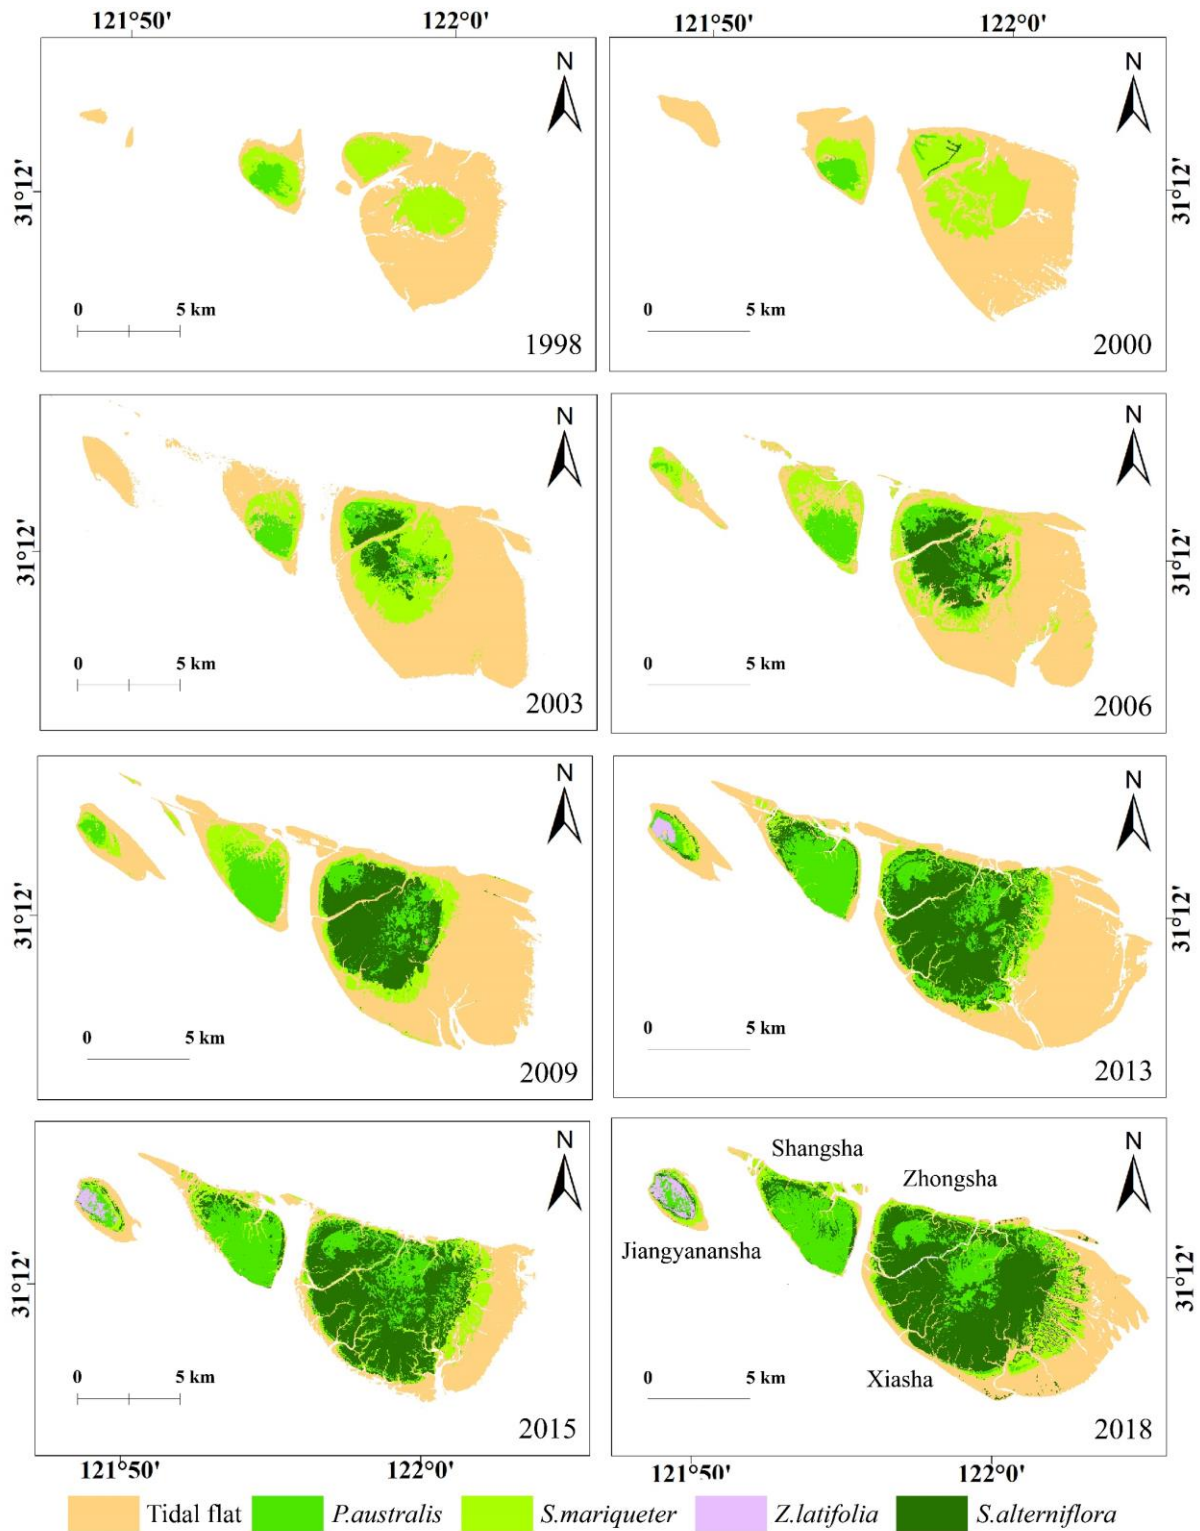 121°50' 122°0' 121°50' 122°0'
N N
31°12' 31°12'
0 5 km 0 5 km
1998 2000
N N
31°12' 31°12'
0 5 km 0 5 km
2003 2006
N N
31°12' 31°12'
0 5 km 0 5 km
2009 2013
N N
Shangsha
Zhongsha
Jiangyanansha
31°12' 31°12'
Xiasha
0 5 km 0 5 km
2015 2018
121°50' 122°0' 121°50' 122°0'
Tidal flat P.australis S.mariqueter Z.latifolia S.alterniflora